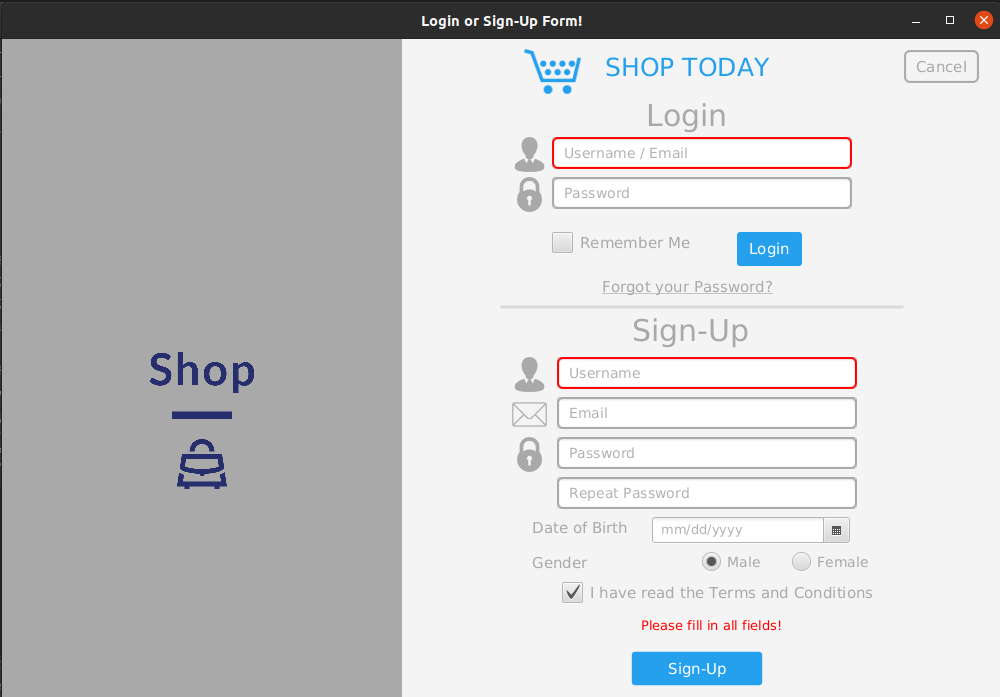 Login or Sign-Up Form!
SHOP TODAY
Cancel
Login
Username / Email
Password
Remember Me
Login
Forgot your Password?
Sign-Up
Username
Email
Password
Repeat Password
Date of Birth
mm/dd/yyyy
Gender
Male
Female
I have read the Terms and Conditions
Please fill in all fields!
Sign-Up
Shop